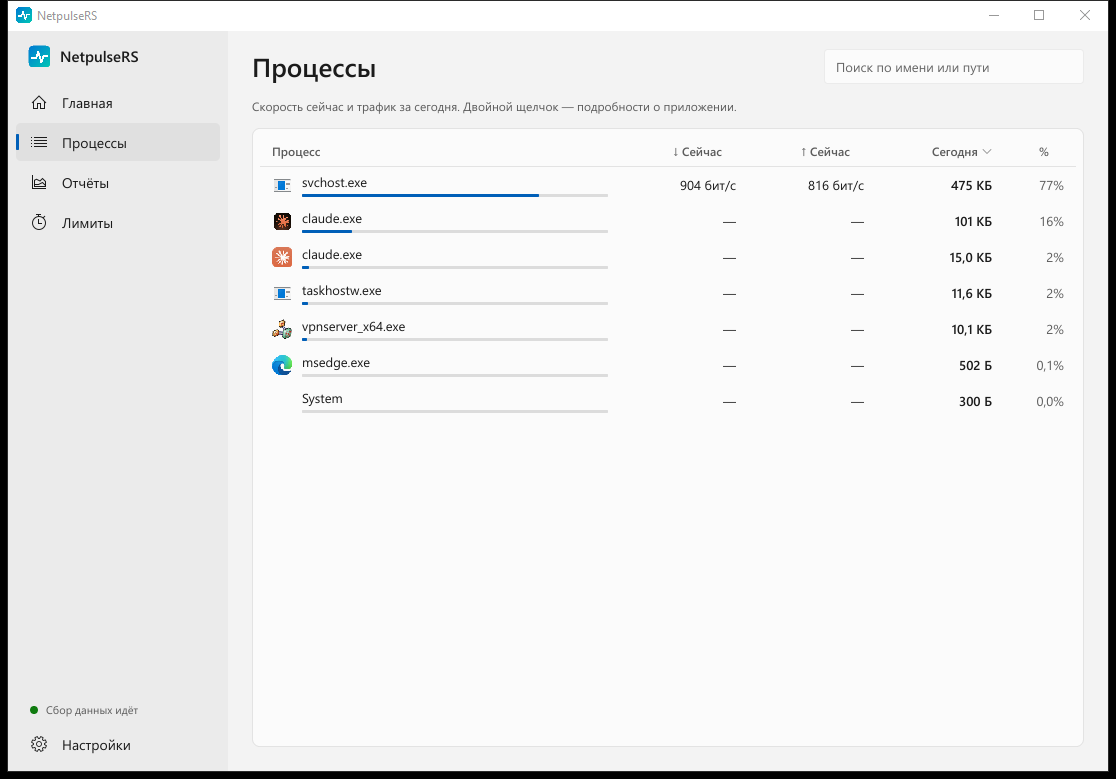 NetpulseRS
NetpulseRS
Главная
Процессы
Отчёты
Лимиты
Сбор данных идёт
Настройки
Процессы
Поиск по имени или пути
Скорость сейчас и трафик за сегодня. Двойной щелчок — подробности о приложении.
Процесс ↓ Сейчас ↑ Сейчас Сегодня %
svchost.exe 904 бит/с 816 бит/с 475 КБ 77%
claude.exe — — 101 КБ 16%
claude.exe — — 15,0 КБ 2%
taskhostw.exe — — 11,6 КБ 2%
vpnserver_x64.exe — — 10,1 КБ 2%
msedge.exe — — 502 Б 0,1%
System — — 300 Б 0,0%